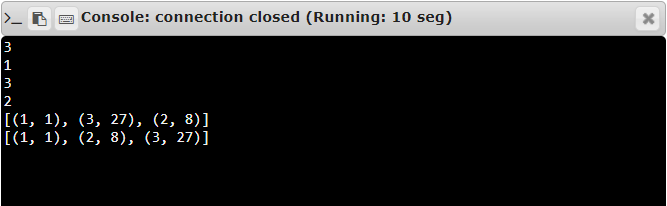 >_ Console: connection closed (Running: 10 seg)
3
1
3
2
[(1, 1), (3, 27), (2, 8)]
[(1, 1), (2, 8), (3, 27)]